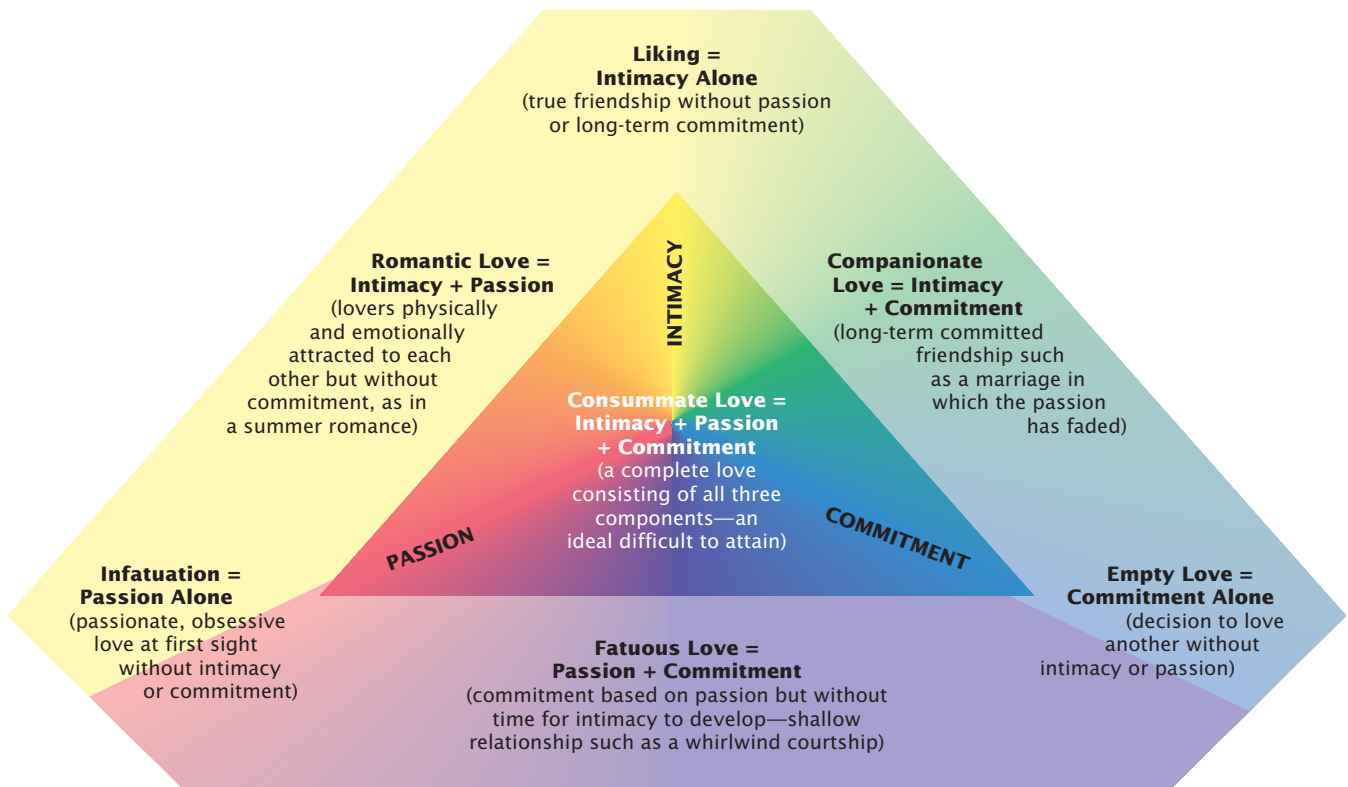 Liking =
Intimacy Alone
(true friendship without passion
or long-term commitment)
Romantic Love =
Intimacy + Passion
(lovers physically
and emotionally
attracted to each
other but without
commitment, as in
a summer romance)
INTIMACY
Companionate
Love = Intimacy
+ Commitment
(long-term committed
friendship such
as a marriage in
which the passion
has faded)
Consummate Love =
Intimacy + Passion
+ Commitment
(a complete love
consisting of all three
components—an
ideal difficult to attain)
PASSION
COMMITMENT
Infatuation =
Passion Alone
(passionate, obsessive
love at first sight
without intimacy
or commitment)
Fatuous Love =
Passion + Commitment
(commitment based on passion but without
time for intimacy to develop—shallow
relationship such as a whirlwind courtship)
Empty Love =
Commitment Alone
(decision to love
another without
intimacy or passion)